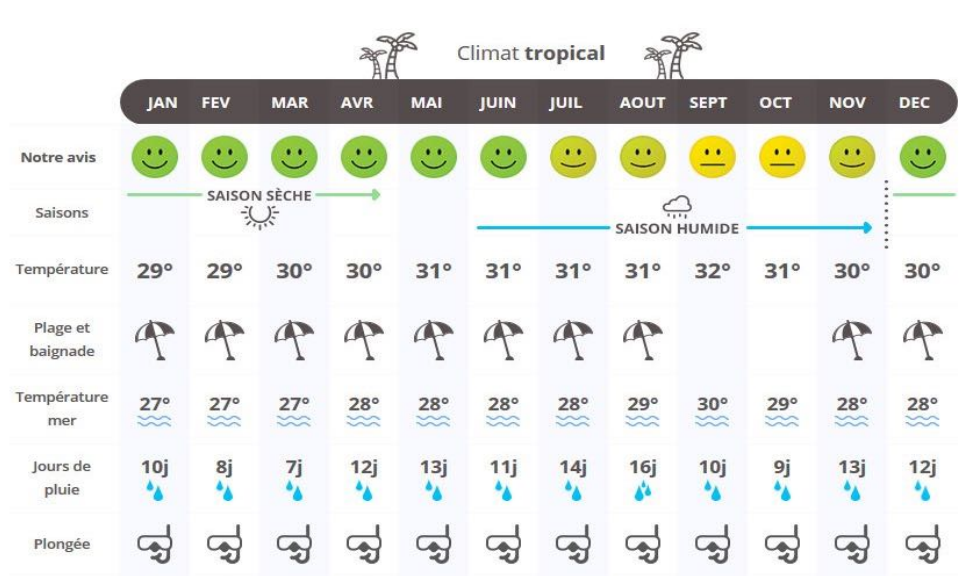 Climat tropical
JAN FEV MAR AVR MAI JUIN JUIL AOUT SEPT OCT NOV DEC
Notre avis
SAISON SÈCHE
Saisons
SAISON HUMIDE
Température 29° 29° 30° 30° 31° 31° 31° 31° 32° 31° 30° 30°
Plage et
baignade
Température
mer
27° 27° 27° 28° 28° 28° 28° 29° 30° 29° 28° 28°
Jours de
pluie
10j 8j 7j 12j 13j 11j 14j 16j 10j 9j 13j 12j
Plongée